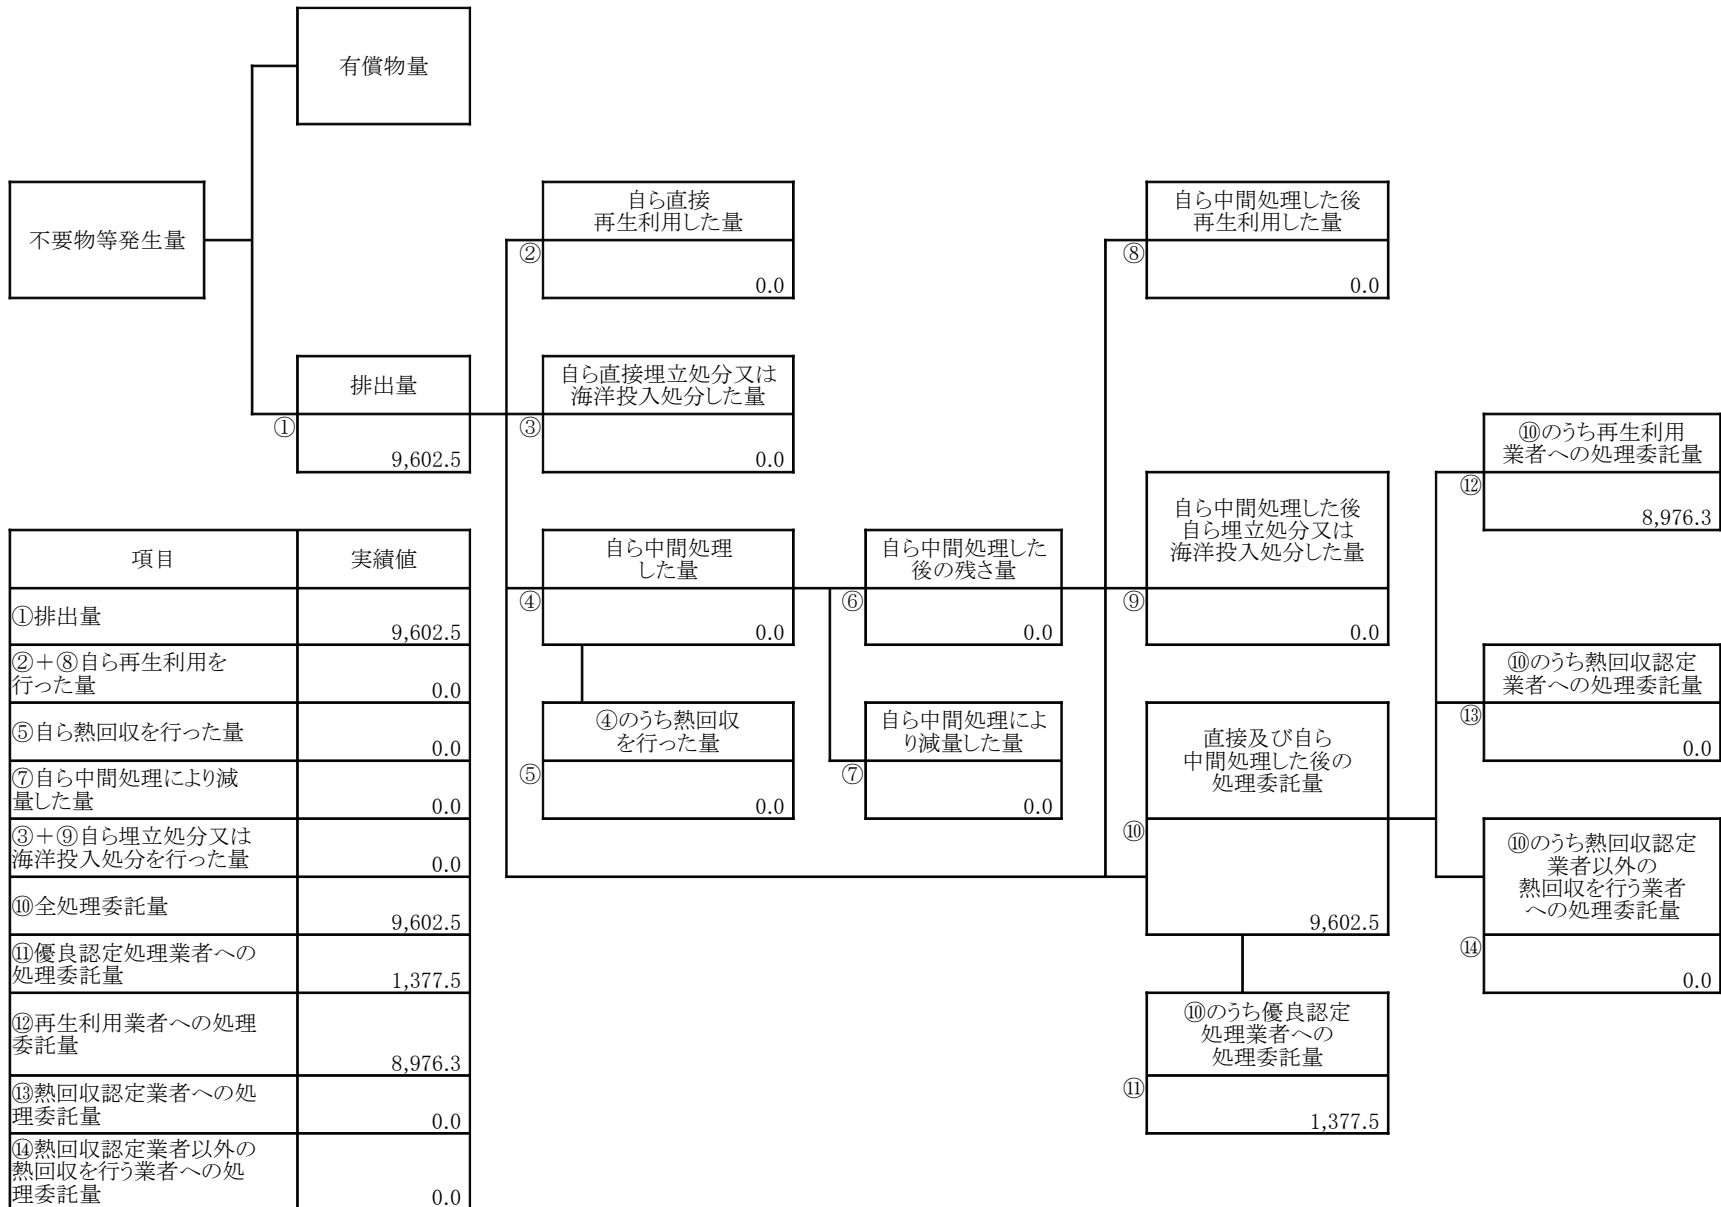 有償物量
不要物等発生量
自ら直接
再生利用した量
②
0.0
自ら中間処理した後
再生利用した量
⑧
0.0
排出量
①
9,602.5
自ら直接埋立処分又は
海洋投入処分した量
③
0.0
⑩のうち再生利用
業者への処理委託量
⑫
8,976.3
自ら中間処理
した量
④
0.0
自ら中間処理した
後の残さ量
⑥
0.0
自ら中間処理した後
自ら埋立処分又は
海洋投入処分した量
⑨
0.0
⑩のうち熱回収認定
業者への処理委託量
⑬
0.0
④のうち熱回収
を行った量
⑤
0.0
自ら中間処理によ
り減量した量
⑦
0.0
直接及び自ら
中間処理した後の
処理委託量
⑩
9,602.5
⑩のうち熱回収認定
業者以外の
熱回収を行う業者
への処理委託量
⑭
0.0
⑩のうち優良認定
処理業者への
処理委託量
⑪
1,377.5
項目 実績値
①排出量
9,602.5
②+⑧自ら再生利用を
行った量
0.0
⑤自ら熱回収を行った量
0.0
⑦自ら中間処理により減
量した量
0.0
③+⑨自ら埋立処分又は
海洋投入処分を行った量
0.0
⑩全処理委託量
9,602.5
⑪優良認定処理業者への
処理委託量
1,377.5
⑫再生利用業者への処理
委託量
8,976.3
⑬熱回収認定業者への処
理委託量
0.0
⑭熱回収認定業者以外の
熱回収を行う業者への処
理委託量
0.0